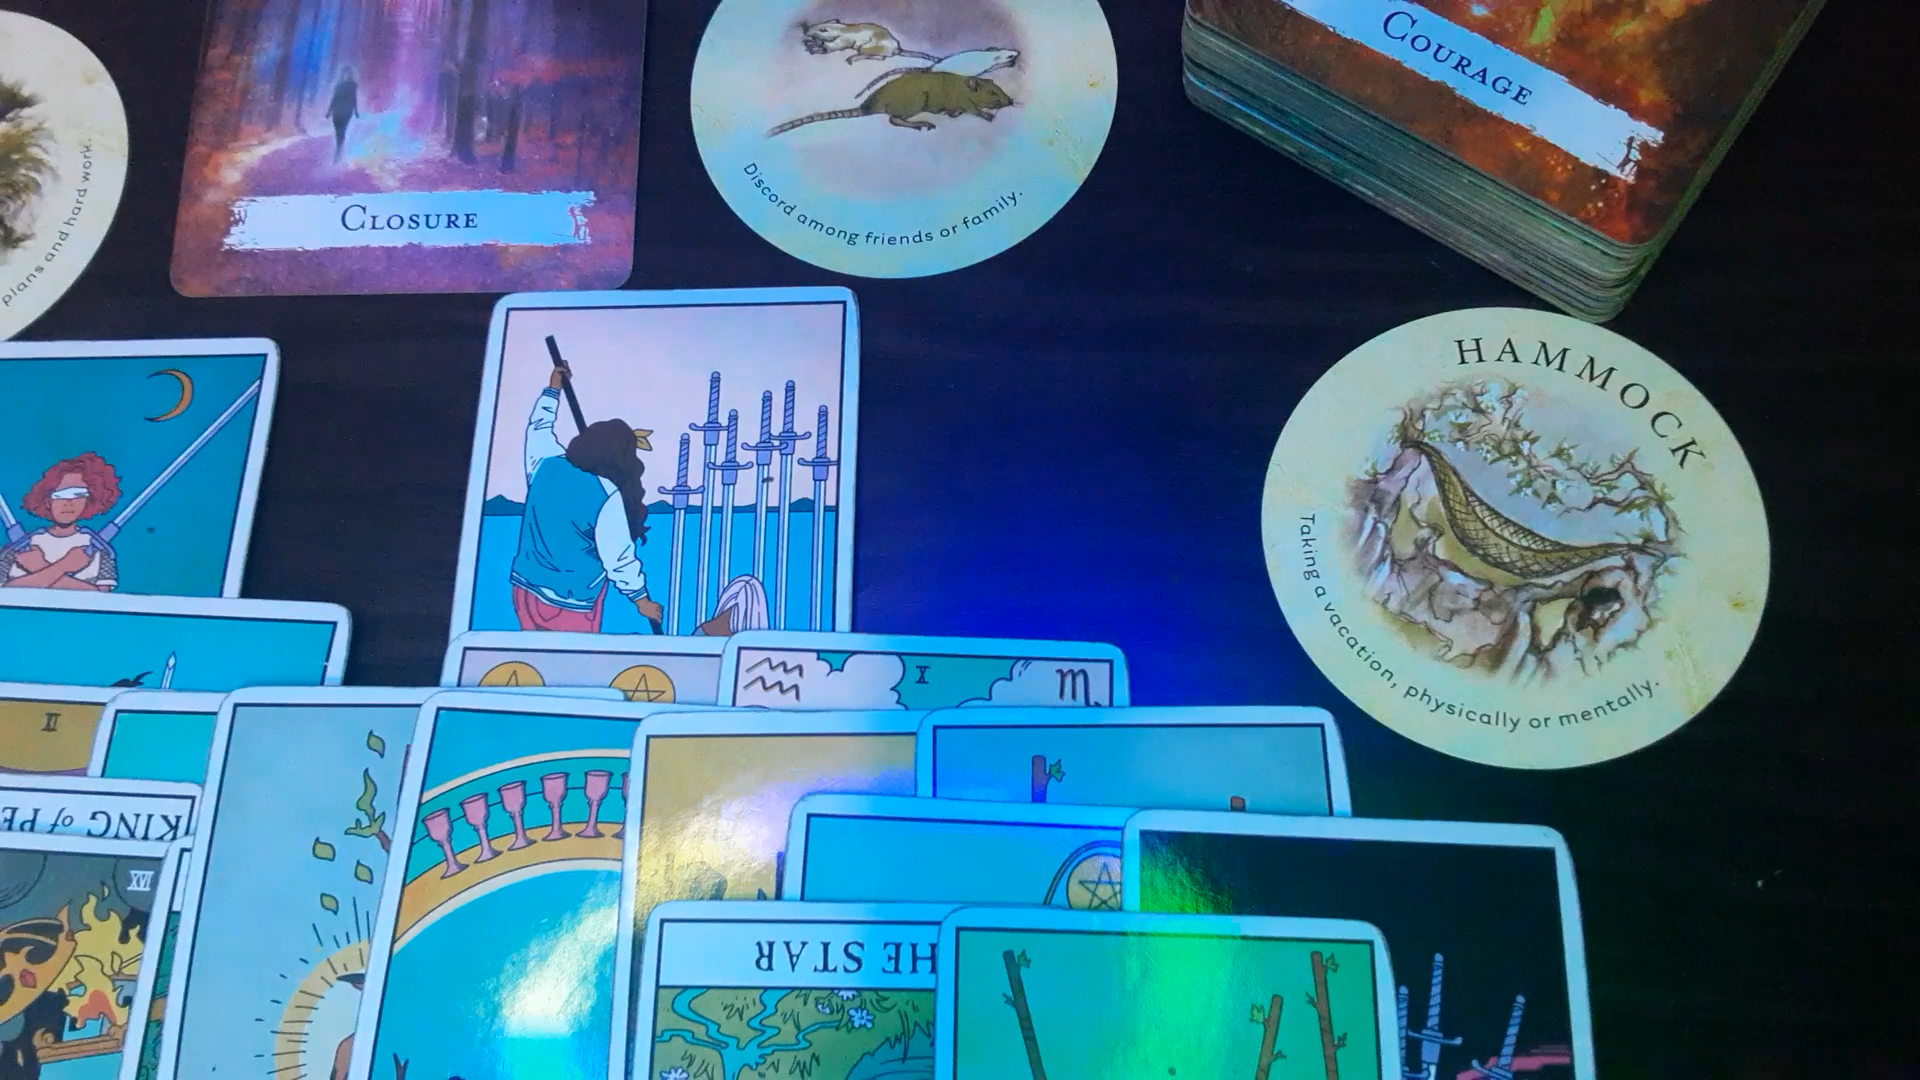 COURAGE
plans and hard work.
CLOSURE
Discord among friends or family.
HAMMOCK
Taking a vacation, physically or mentally.
X
II
KING of PE
XVI
HE STAR